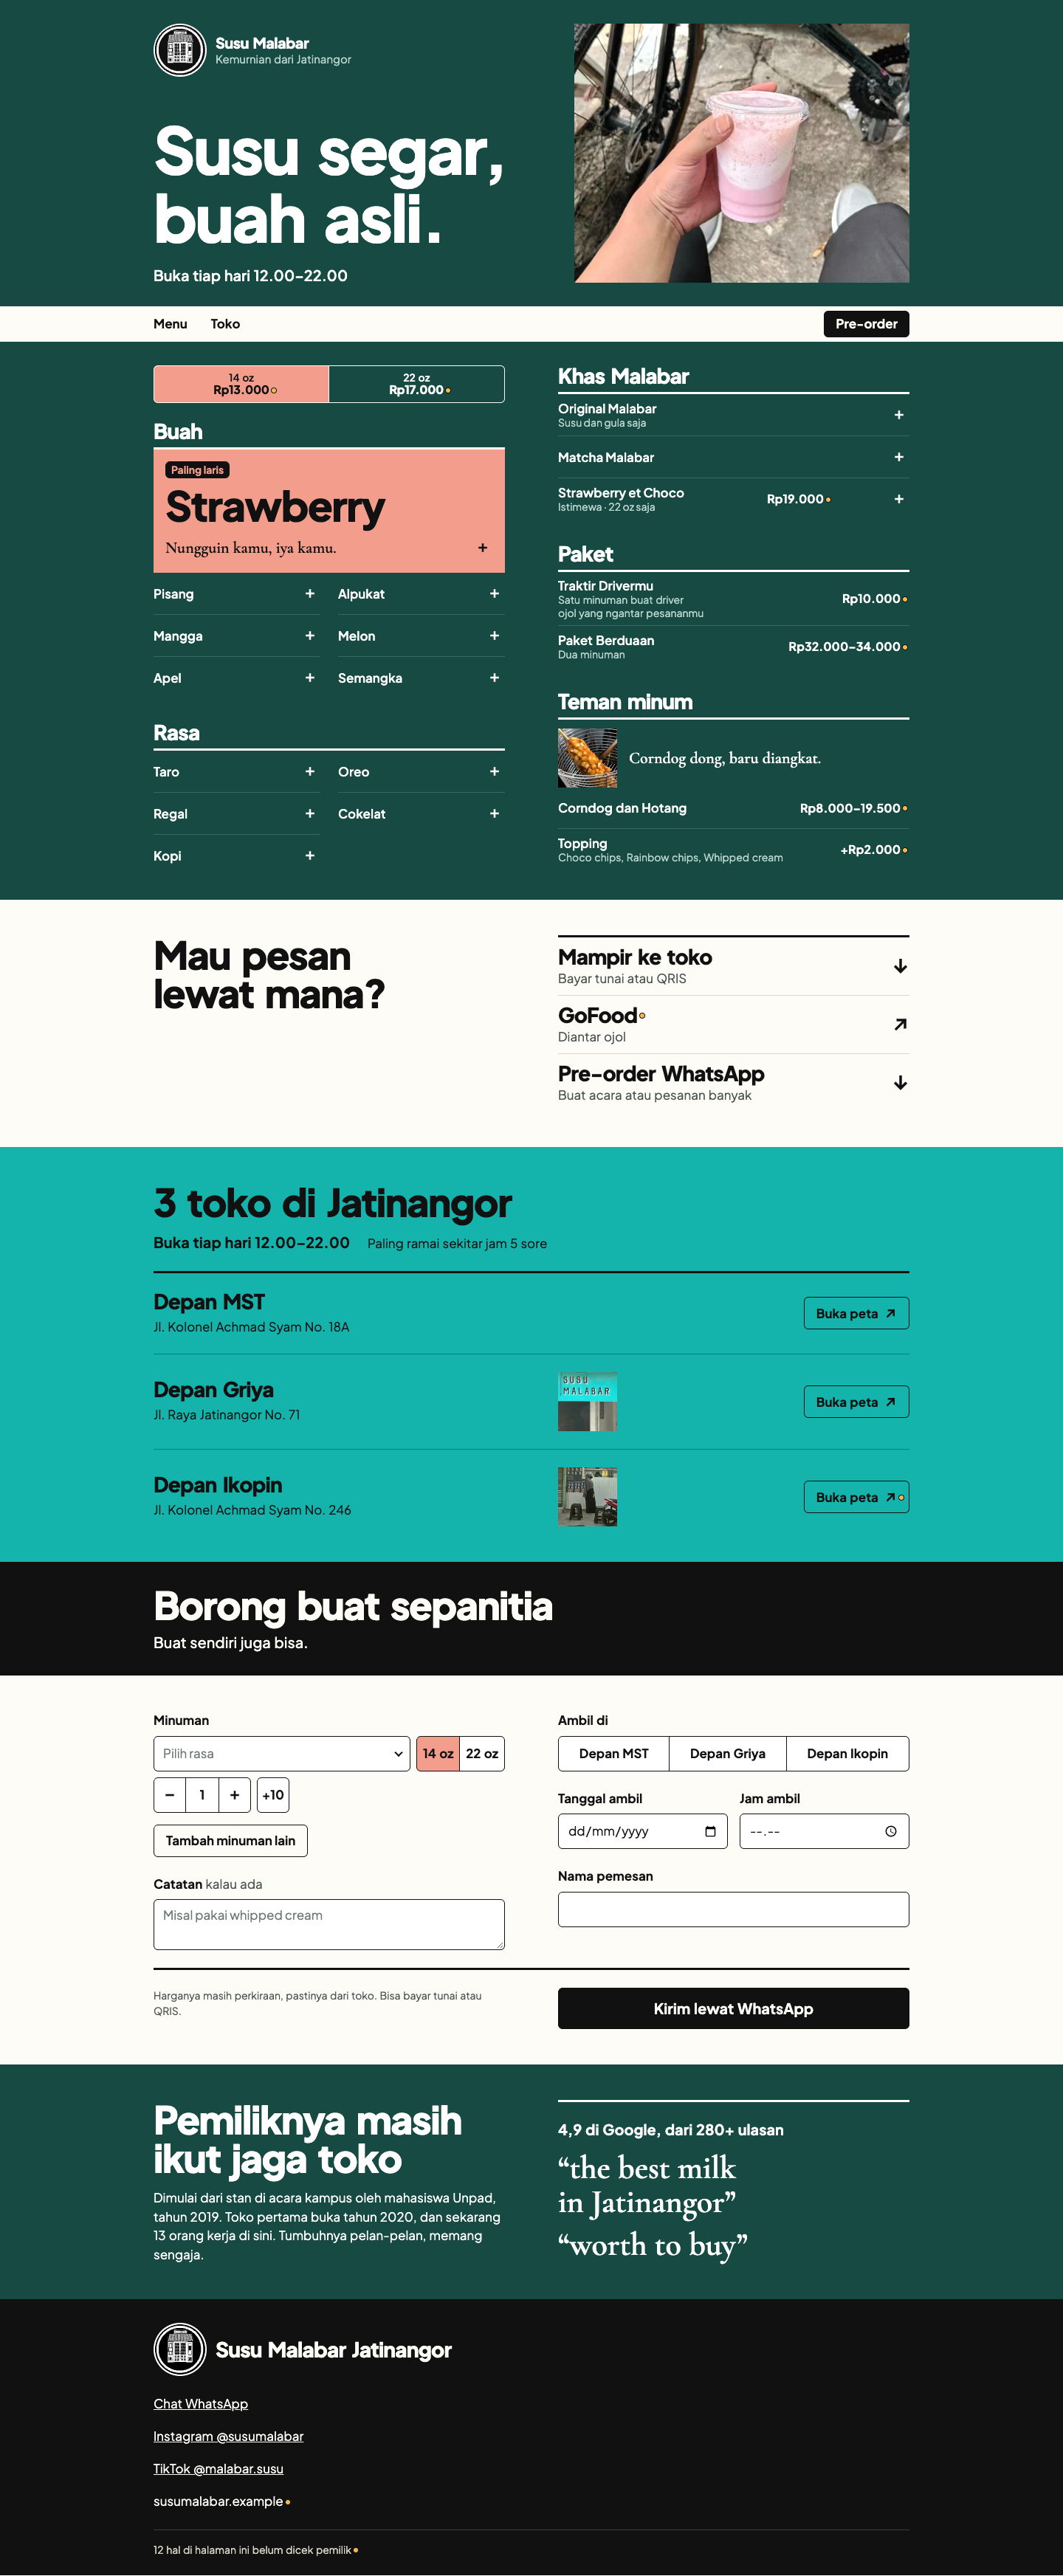 Susu Malabar
Kemurnian dari Jatinangor
Susu segar,
buah asli.
Buka tiap hari 12.00–22.00
Menu
Toko
Pre-order
14 oz
Rp13.000
22 oz
Rp17.000
Buah
Paling laris
Strawberry
Nungguin kamu, iya kamu.
+
Pisang +
Alpukat +
Mangga +
Melon +
Apel +
Semangka +
Rasa
Taro +
Oreo +
Regal +
Cokelat +
Kopi +
Khas Malabar
Original Malabar
Susu dan gula saja
+
Matcha Malabar +
Strawberry et Choco
Istimewa · 22 oz saja
Rp19.000 +
Paket
Traktir Drivermu
Satu minuman buat driver
ojol yang ngantar pesananmu
Rp10.000
Paket Berduaan
Dua minuman
Rp32.000–34.000
Teman minum
Corndog dong, baru diangkat.
Corndog dan Hotang Rp8.000–19.500
Topping
Choco chips, Rainbow chips, Whipped cream
+Rp2.000
Mau pesan
lewat mana?
Mampir ke toko
Bayar tunai atau QRIS
↓
GoFood
Diantar ojol
↗
Pre-order WhatsApp
Buat acara atau pesanan banyak
↓
3 toko di Jatinangor
Buka tiap hari 12.00–22.00 Paling ramai sekitar jam 5 sore
Depan MST
Jl. Kolonel Achmad Syam No. 18A
Buka peta ↗
Depan Griya
Jl. Raya Jatinangor No. 71
SUSU
MALABAR
Buka peta ↗
Depan Ikopin
Jl. Kolonel Achmad Syam No. 246
Buka peta ↗
Borong buat sepanitia
Buat sendiri juga bisa.
Minuman
Pilih rasa
14 oz
22 oz
−
1
+
+10
Tambah minuman lain
Catatan kalau ada
Misal pakai whipped cream
Ambil di
Depan MST
Depan Griya
Depan Ikopin
Tanggal ambil
dd/mm/yyyy
Jam ambil
--.--
Nama pemesan
Harganya masih perkiraan, pastinya dari toko. Bisa bayar tunai atau
QRIS.
Kirim lewat WhatsApp
Pemiliknya masih
ikut jaga toko
Dimulai dari stan di acara kampus oleh mahasiswa Unpad,
tahun 2019. Toko pertama buka tahun 2020, dan sekarang
13 orang kerja di sini. Tumbuhnya pelan-pelan, memang
sengaja.
4,9 di Google, dari 280+ ulasan
“the best milk
in Jatinangor”
“worth to buy”
Susu Malabar Jatinangor
Chat WhatsApp
Instagram @susumalabar
TikTok @malabar.susu
susumalabar.example
12 hal di halaman ini belum dicek pemilik